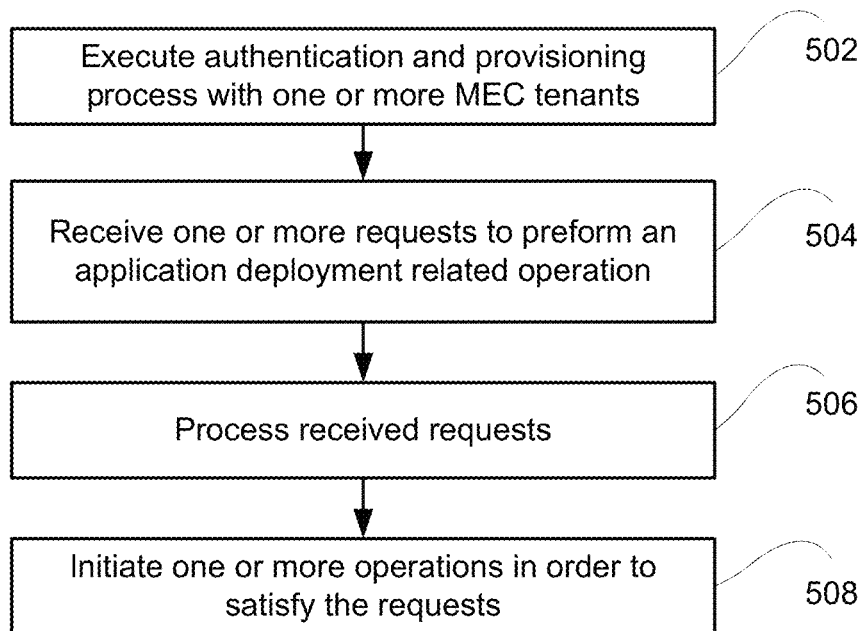 Execute authentication and provisioning
process with one or more MEC tenants
502
Receive one or more requests to preform an
application deployment related operation
504
Process received requests
506
Initiate one or more operations in order to
satisfy the requests
508